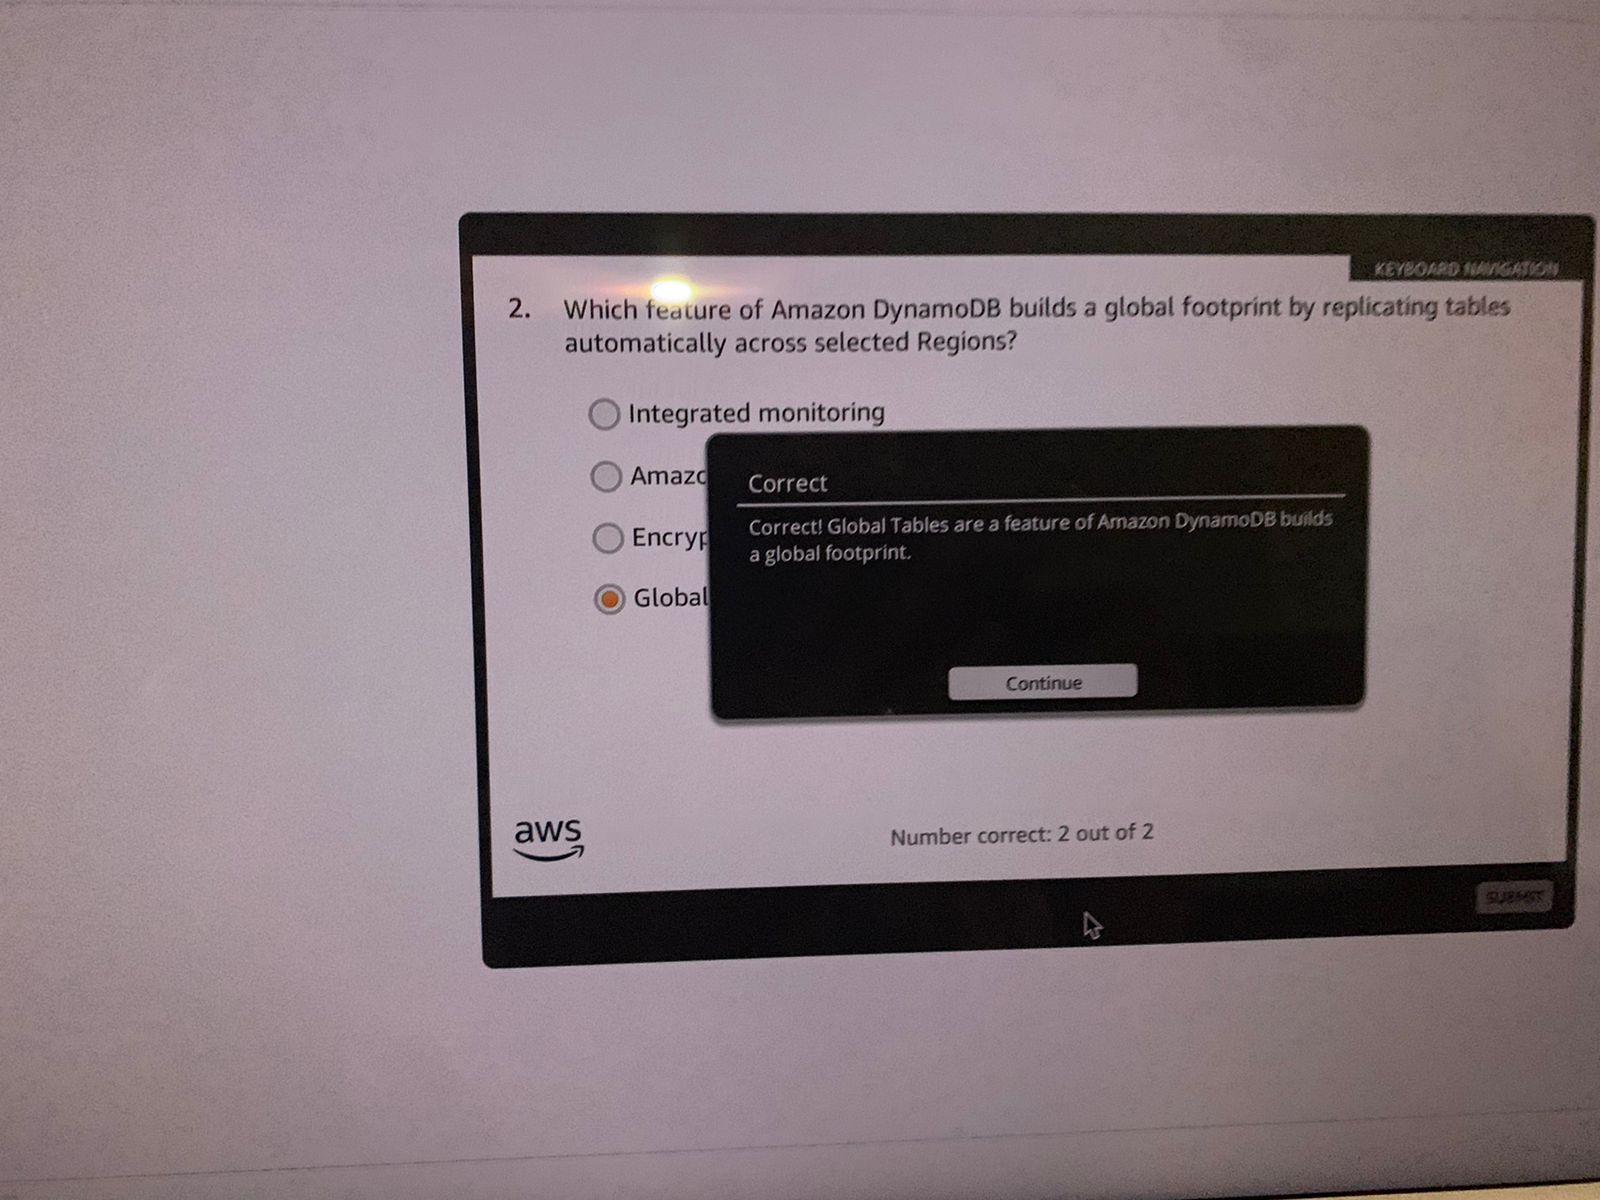 KEYBOARD NAVIGATION
2. Which feature of Amazon DynamoDB builds a global footprint by replicating tables
automatically across selected Regions?
Integrated monitoring
Amazo
Encryp
Global
Correct
Correct! Global Tables are a feature of Amazon DynamoDB builds
a global footprint.
Continue
aws
Number correct: 2 out of 2
SUBMIT